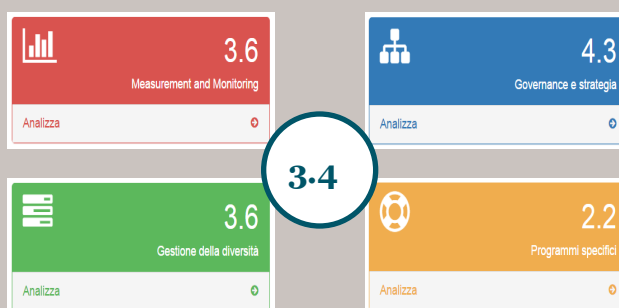 3.6
Measurement and Monitoring
Analizza
4.3
Governance e strategia
Analizza
3.4
3.6
Gestione della diversità
Analizza
2.2
Programmi specifici
Analizza